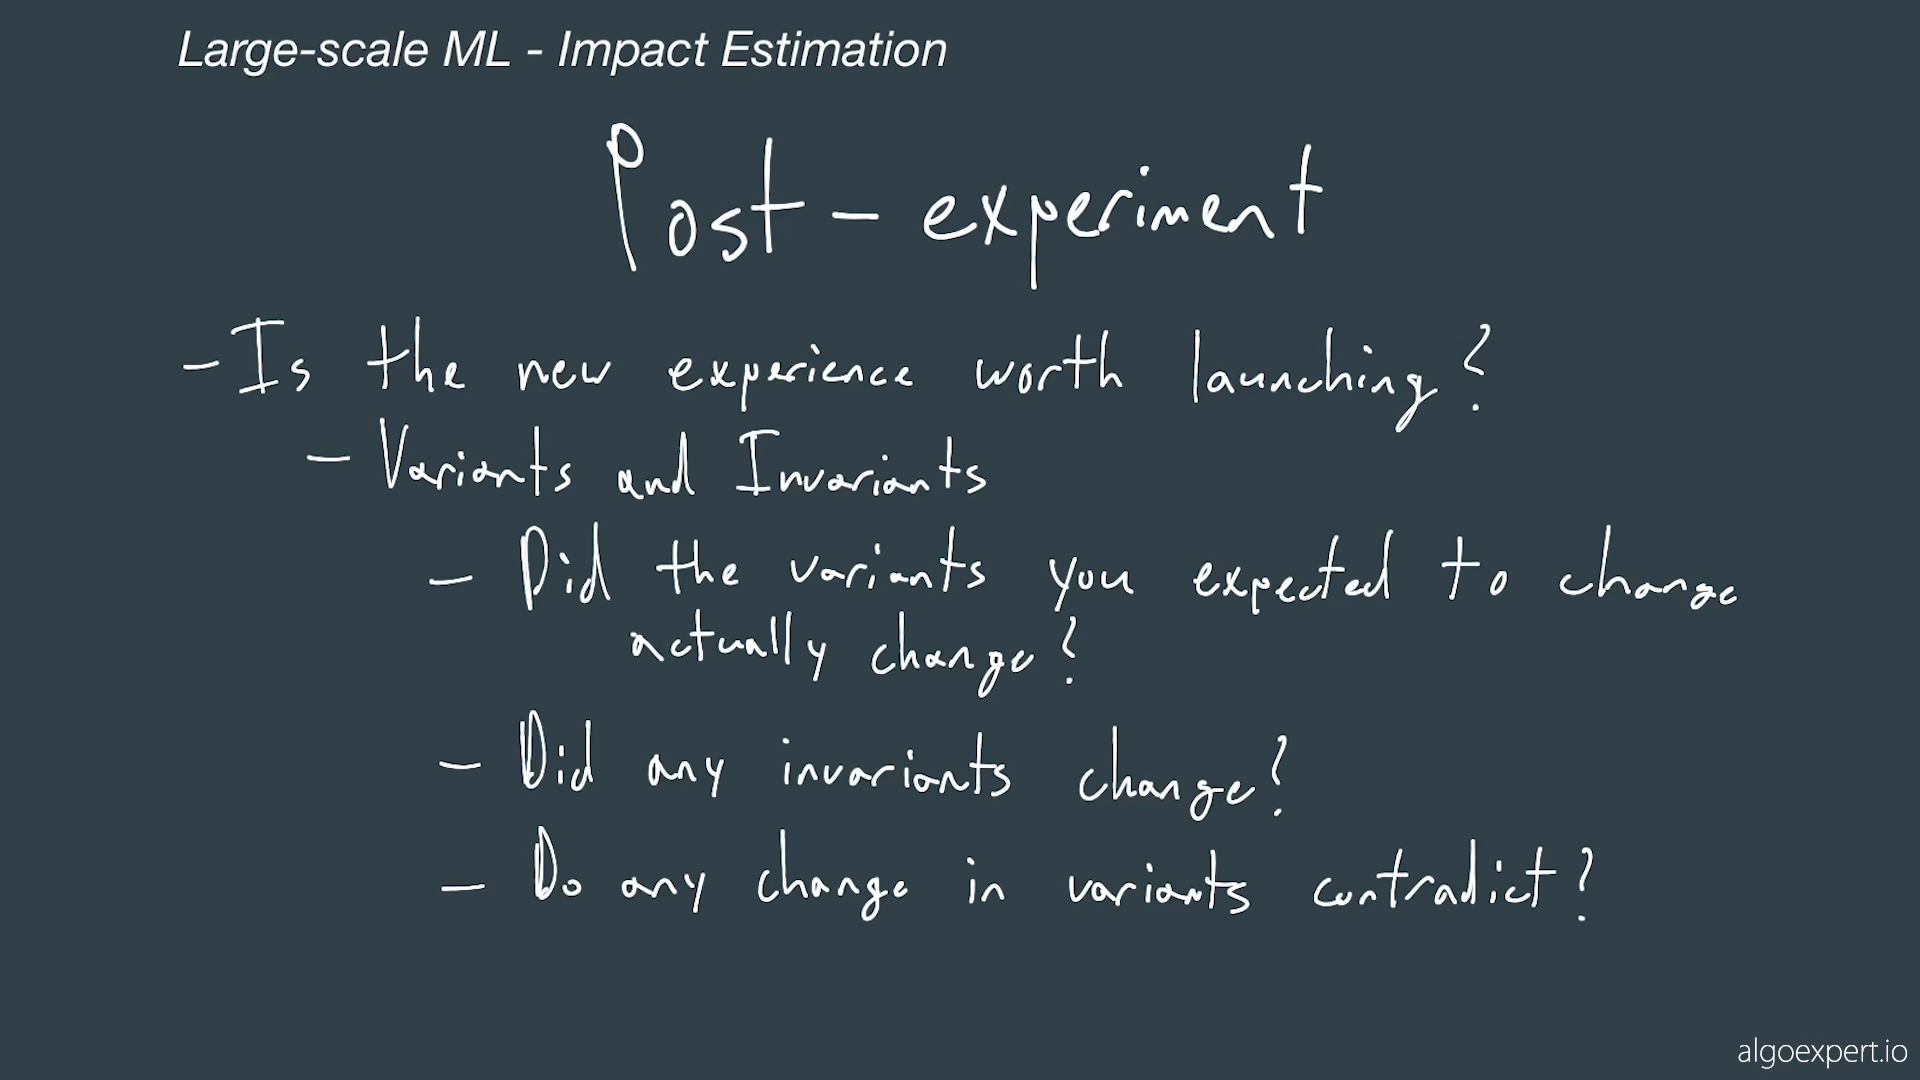 Large-scale ML - Impact Estimation
Post - experiment
- Is the new experience worth launching?
- Variants and Invariants
- Did the variants you expected to change
actually change?
- Did any invariants change?
- Do any change in variants contradict?
algoexpert.io